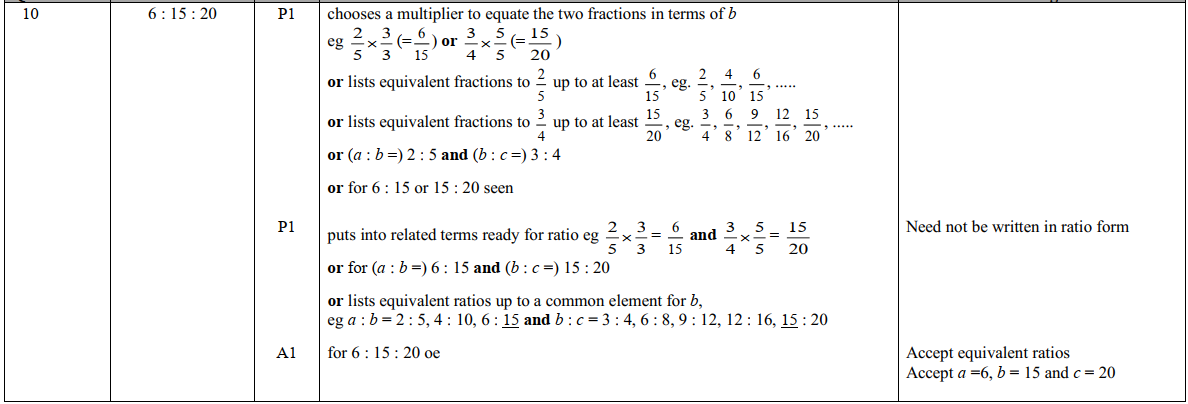 10 6 : 15 : 20 P1 chooses a multiplier to equate the two fractions in terms of b
eg 2/5 × 3/3 (= 6/15) or 3/4 × 5/5 (= 15/20 )
or lists equivalent fractions to 2/5 up to at least 6/15, eg. 2/5, 4/10, 6/15, .....
or lists equivalent fractions to 3/4 up to at least 15/20, eg. 3/4, 6/8, 9/12, 12/16, 15/20, .....
or (a : b =) 2 : 5 and (b : c =) 3 : 4
or for 6 : 15 or 15 : 20 seen
P1 puts into related terms ready for ratio eg 2/5 × 3/3 = 6/15 and 3/4 × 5/5 = 15/20 Need not be written in ratio form
or for (a : b =) 6 : 15 and (b : c =) 15 : 20
or lists equivalent ratios up to a common element for b,
eg a : b = 2 : 5, 4 : 10, 6 : 15 and b : c = 3 : 4, 6 : 8, 9 : 12, 12 : 16, 15 : 20
A1 for 6 : 15 : 20 oe Accept equivalent ratios
Accept a =6, b = 15 and c = 20